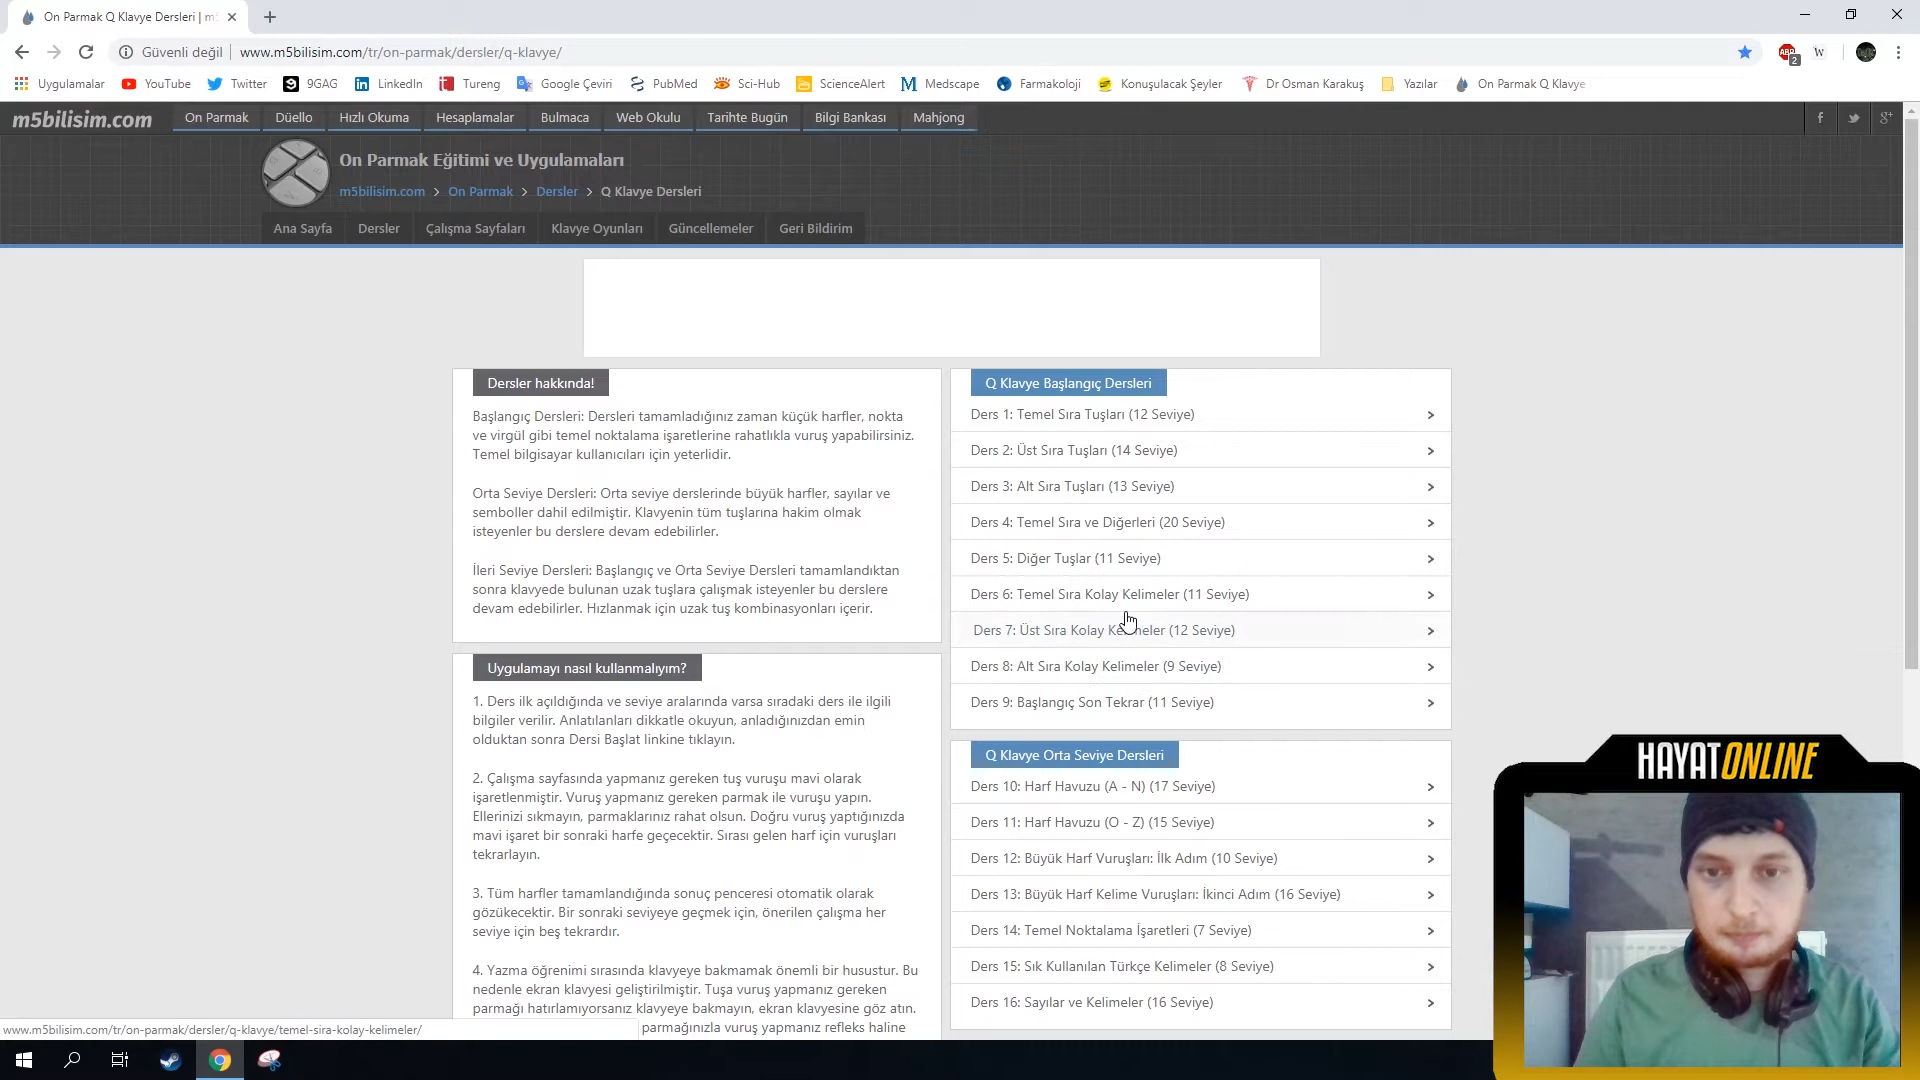 On Parmak Q Klavye Dersleri | m5
Güvenli değil | www.m5bilisim.com/tr/on-parmak/dersler/q-klavye/
ABP 2 W
Uygulamalar YouTube Twitter 9GAG LinkedIn Tureng Google Çeviri PubMed Sci-Hub ScienceAlert Medscape Farmakoloji Konuşulacak Şeyler Dr Osman Karakuş Yazılar On Parmak Q Klavye
m5bilisim.com On Parmak Düello Hızlı Okuma Hesaplamalar Bulmaca Web Okulu Tarihte Bugün Bilgi Bankası Mahjong
On Parmak Eğitimi ve Uygulamaları
m5bilisim.com > On Parmak > Dersler > Q Klavye Dersleri
Ana Sayfa Dersler Çalışma Sayfaları Klavye Oyunları Güncellemeler Geri Bildirim
Dersler hakkında!
Başlangıç Dersleri: Dersleri tamamladığınız zaman küçük harfler, nokta
ve virgül gibi temel noktalama işaretlerine rahatlıkla vuruş yapabilirsiniz.
Temel bilgisayar kullanıcıları için yeterlidir.
Orta Seviye Dersleri: Orta seviye derslerinde büyük harfler, sayılar ve
semboller dahil edilmiştir. Klavyenin tüm tuşlarına hakim olmak
isteyenler bu derslere devam edebilirler.
İleri Seviye Dersleri: Başlangıç ve Orta Seviye Dersleri tamamlandıktan
sonra klavyede bulunan uzak tuşlara çalışmak isteyenler bu derslere
devam edebilirler. Hızlanmak için uzak tuş kombinasyonları içerir.
Uygulamayı nasıl kullanmalıyım?
1. Ders ilk açıldığında ve seviye aralarında varsa sıradaki ders ile ilgili
bilgiler verilir. Anlatılanları dikkatle okuyun, anladığınızdan emin
olduktan sonra Dersi Başlat linkine tıklayın.
2. Çalışma sayfasında yapmanız gereken tuş vuruşu mavi olarak
işaretlenmiştir. Vuruş yapmanız gereken parmak ile vuruşu yapın.
Ellerinizi sıkmayın, parmaklarınız rahat olsun. Doğru vuruş yaptığınızda
mavi işaret bir sonraki harfe geçecektir. Sırası gelen harf için vuruşları
tekrarlayın.
3. Tüm harfler tamamlandığında sonuç penceresi otomatik olarak
gözükecektir. Bir sonraki seviyeye geçmek için, önerilen çalışma her
seviye için beş tekrardır.
4. Yazma öğrenimi sırasında klavyeye bakmamak önemli bir husustur. Bu
nedenle ekran klavyesi geliştirilmiştir. Tuşa vuruş yapmanız gereken
parmağı hatırlamıyorsanız klavyeye bakmayın, ekran klavyesine göz atın.
parmağınızla vuruş yapmanız refleks haline
Q Klavye Başlangıç Dersleri
Ders 1: Temel Sıra Tuşları (12 Seviye)
Ders 2: Üst Sıra Tuşları (14 Seviye)
Ders 3: Alt Sıra Tuşları (13 Seviye)
Ders 4: Temel Sıra ve Diğerleri (20 Seviye)
Ders 5: Diğer Tuşlar (11 Seviye)
Ders 6: Temel Sıra Kolay Kelimeler (11 Seviye)
Ders 7: Üst Sıra Kolay Kelimeler (12 Seviye)
Ders 8: Alt Sıra Kolay Kelimeler (9 Seviye)
Ders 9: Başlangıç Son Tekrar (11 Seviye)
Q Klavye Orta Seviye Dersleri
Ders 10: Harf Havuzu (A - N) (17 Seviye)
Ders 11: Harf Havuzu (O - Z) (15 Seviye)
Ders 12: Büyük Harf Vuruşları: İlk Adım (10 Seviye)
Ders 13: Büyük Harf Kelime Vuruşları: İkinci Adım (16 Seviye)
Ders 14: Temel Noktalama İşaretleri (7 Seviye)
Ders 15: Sık Kullanılan Türkçe Kelimeler (8 Seviye)
Ders 16: Sayılar ve Kelimeler (16 Seviye)
HAYATONLINE
www.m5bilisim.com/tr/on-parmak/dersler/q-klavye/temel-sira-kolay-kelimeler/